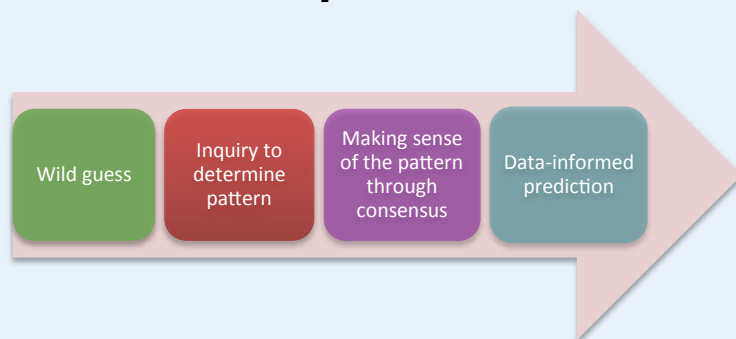 Wild guess
Inquiry to
determine
pattern
Making sense
of the pattern
through
consensus
Data-informed
prediction